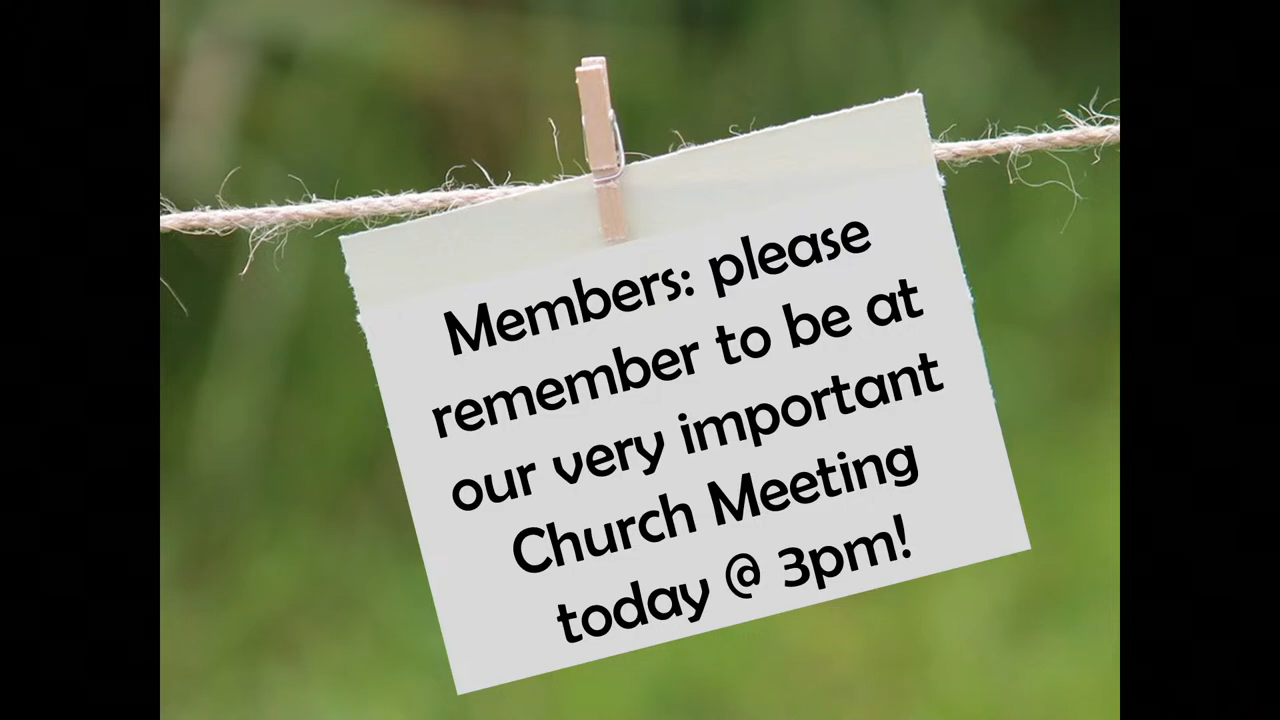 Members: please
remember to be at
our very important
Church Meeting
today @ 3pm!